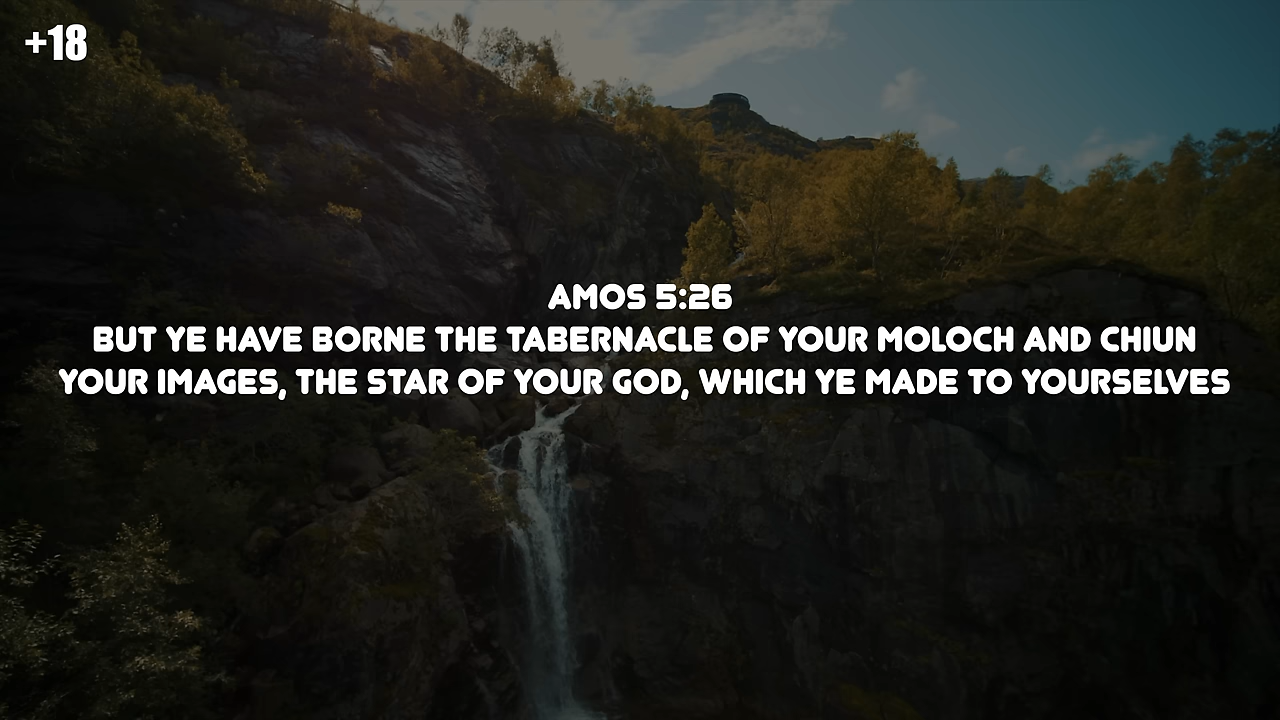 +18
AMOS 5:26
BUT YE HAVE BORNE THE TABERNACLE OF YOUR MOLOCH AND CHIUN
YOUR IMAGES, THE STAR OF YOUR GOD, WHICH YE MADE TO YOURSELVES